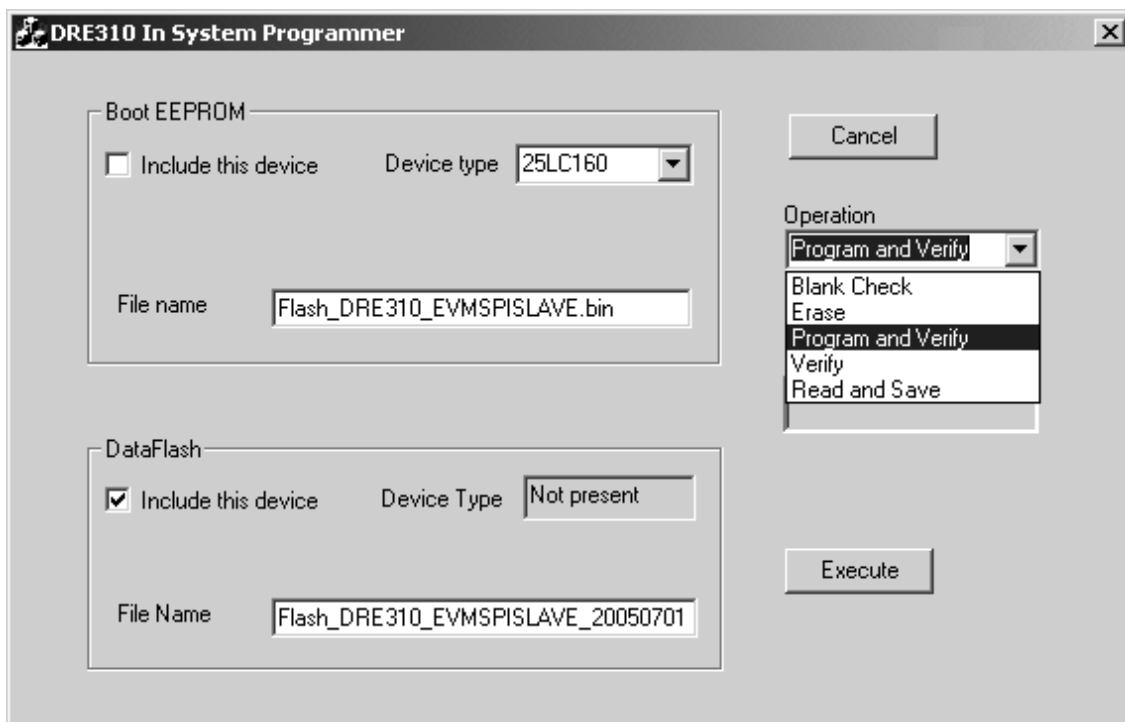 DRE310 In System Programmer
Boot EEPROM
Include this device
Device type
25LC160
File name
Flash_DRE310_EVMSPISLAVE.bin
Cancel
Operation
Program and Verify
Blank Check
Erase
Program and Verify
Verify
Read and Save
DataFlash
Include this device
Device Type
Not present
File Name
Flash_DRE310_EVMSPISLAVE_20050701
Execute